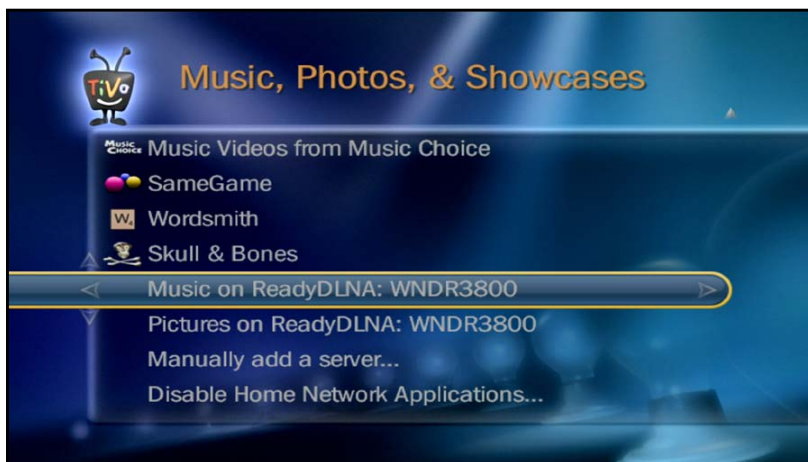 TiVo
Music, Photos, & Showcases
MUSIC CHOICE Music Videos from Music Choice
SameGame
W4 Wordsmith
Skull & Bones
Music on ReadyDLNA: WNDR3800
Pictures on ReadyDLNA: WNDR3800
Manually add a server...
Disable Home Network Applications...